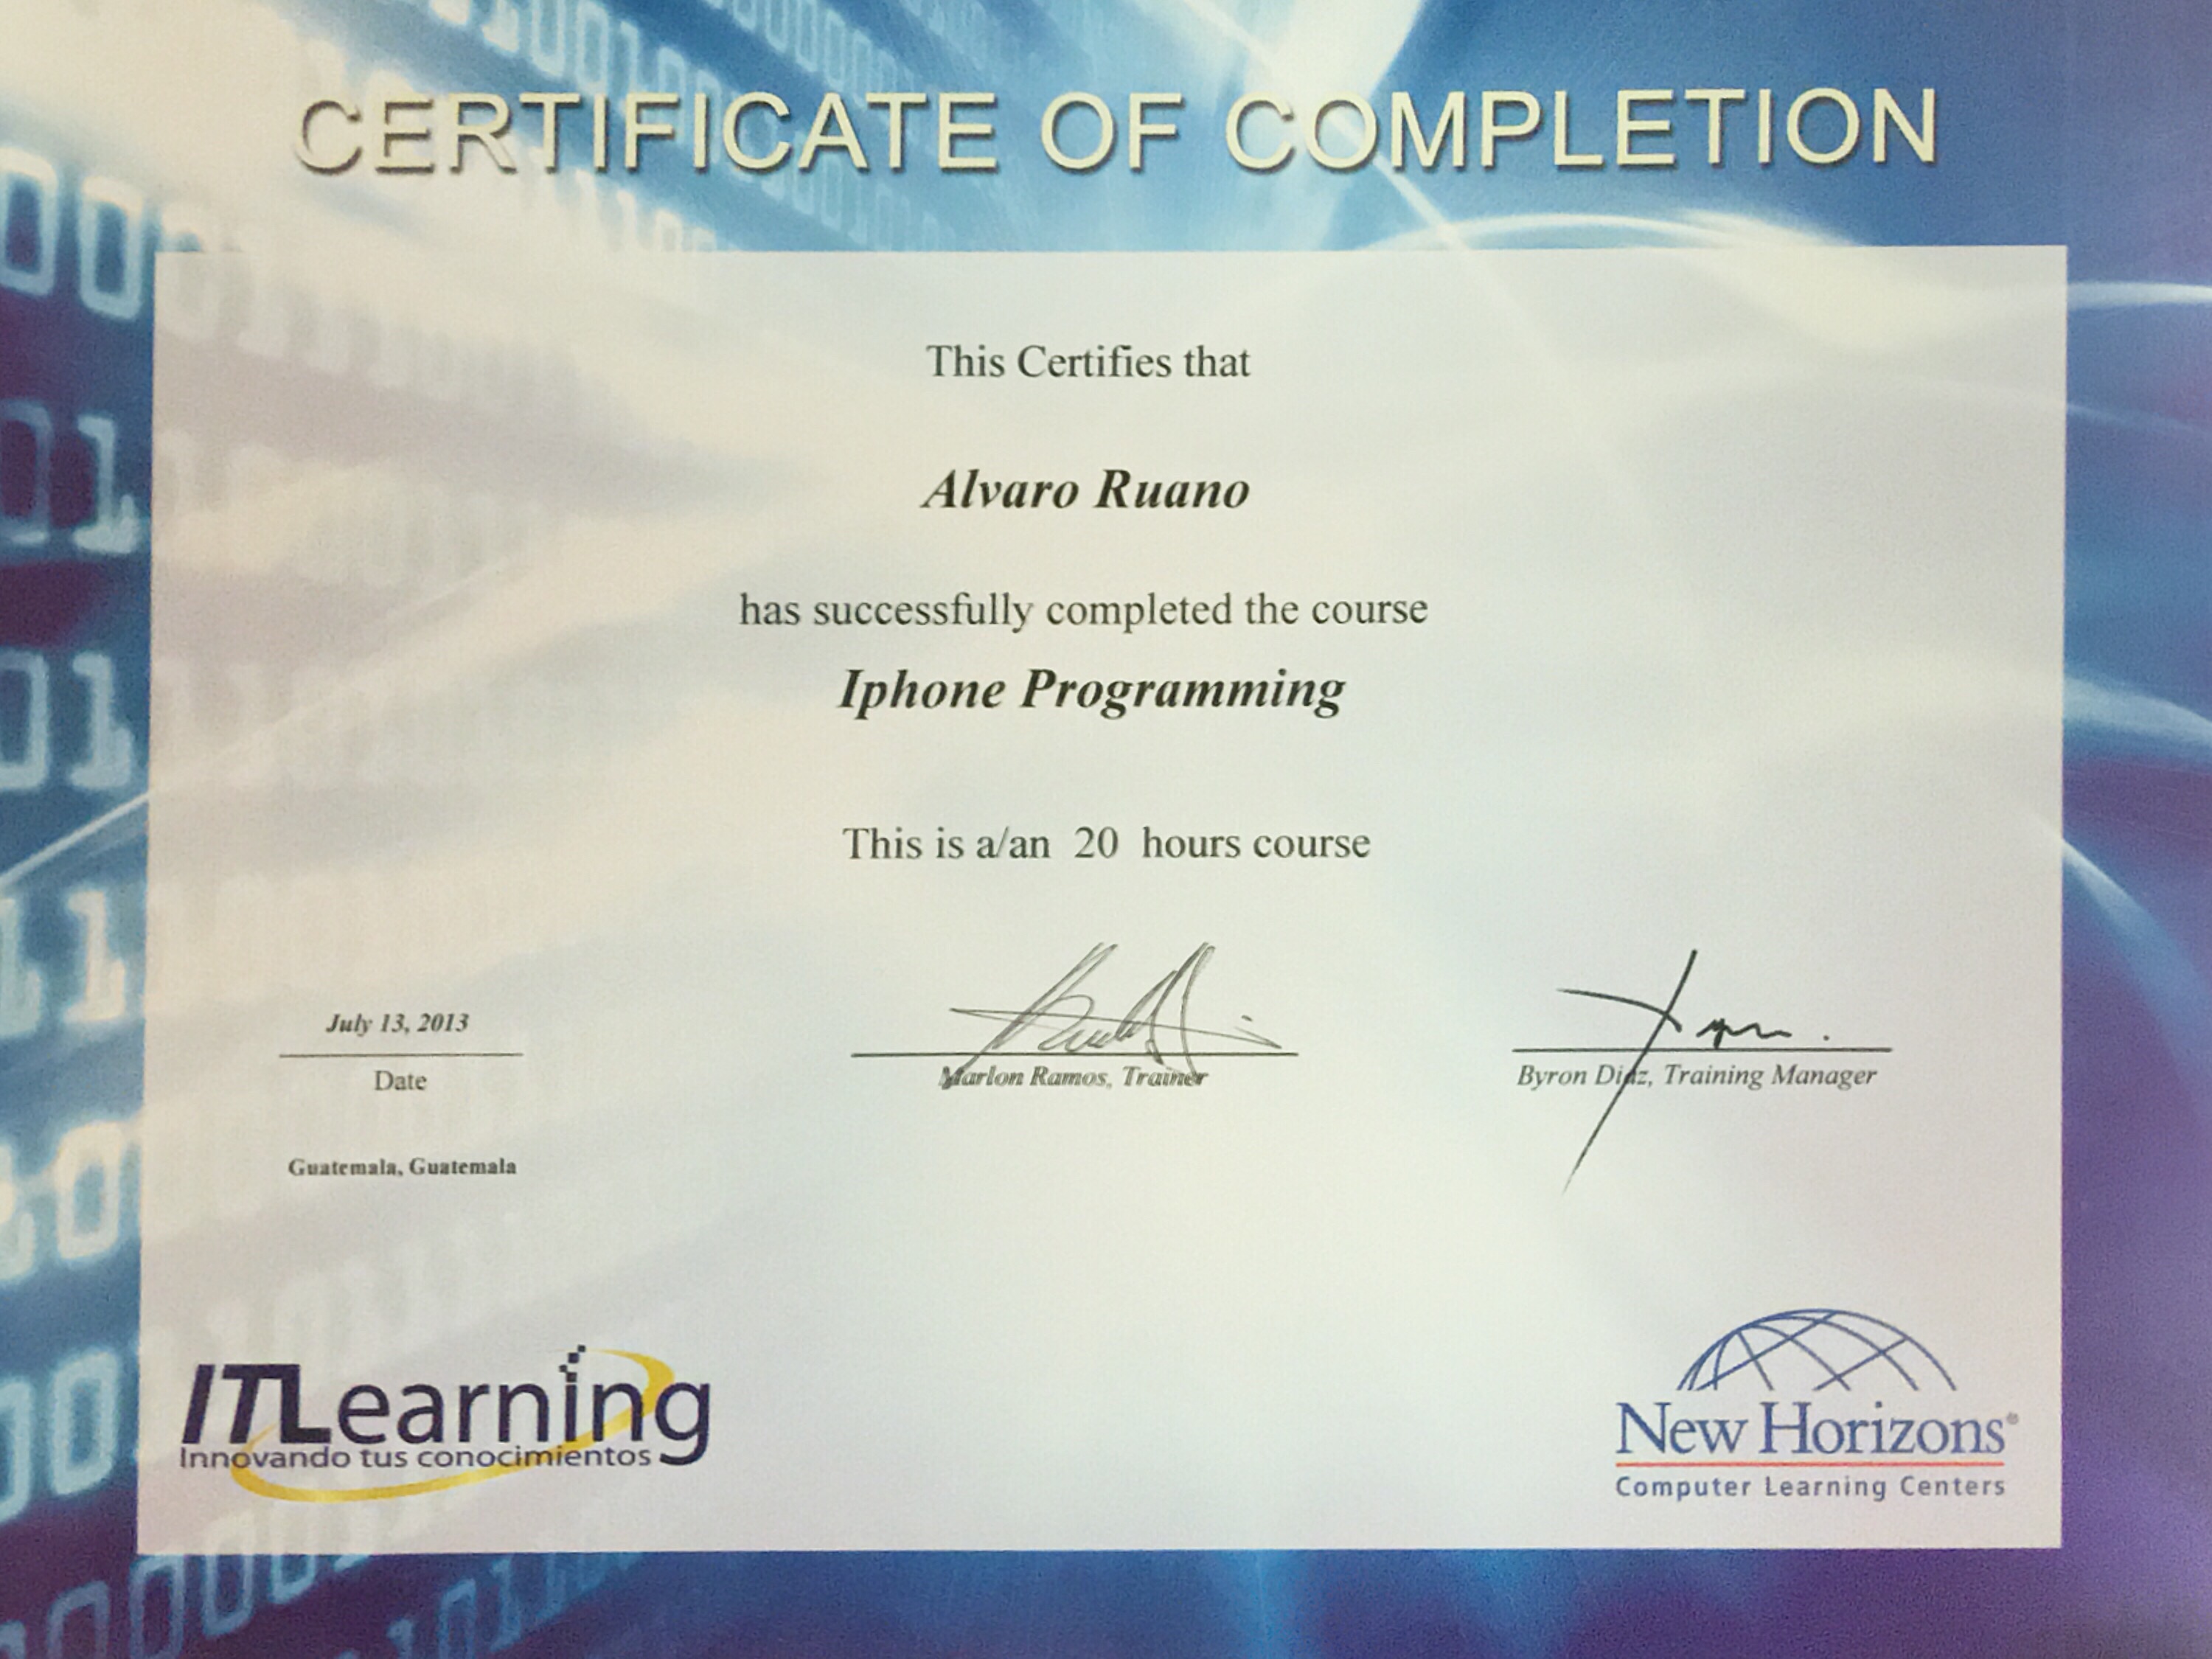 CERTIFICATE OF COMPLETION
This Certifies that
Alvaro Ruano
has successfully completed the course
Iphone Programming
This is a/an 20 hours course
July 13, 2013
Date
Guatemala, Guatemala
Marlon Ramos, Trainer
Byron Diaz, Training Manager
ITLearning
Innovando tus conocimientos
New Horizons®
Computer Learning Centers